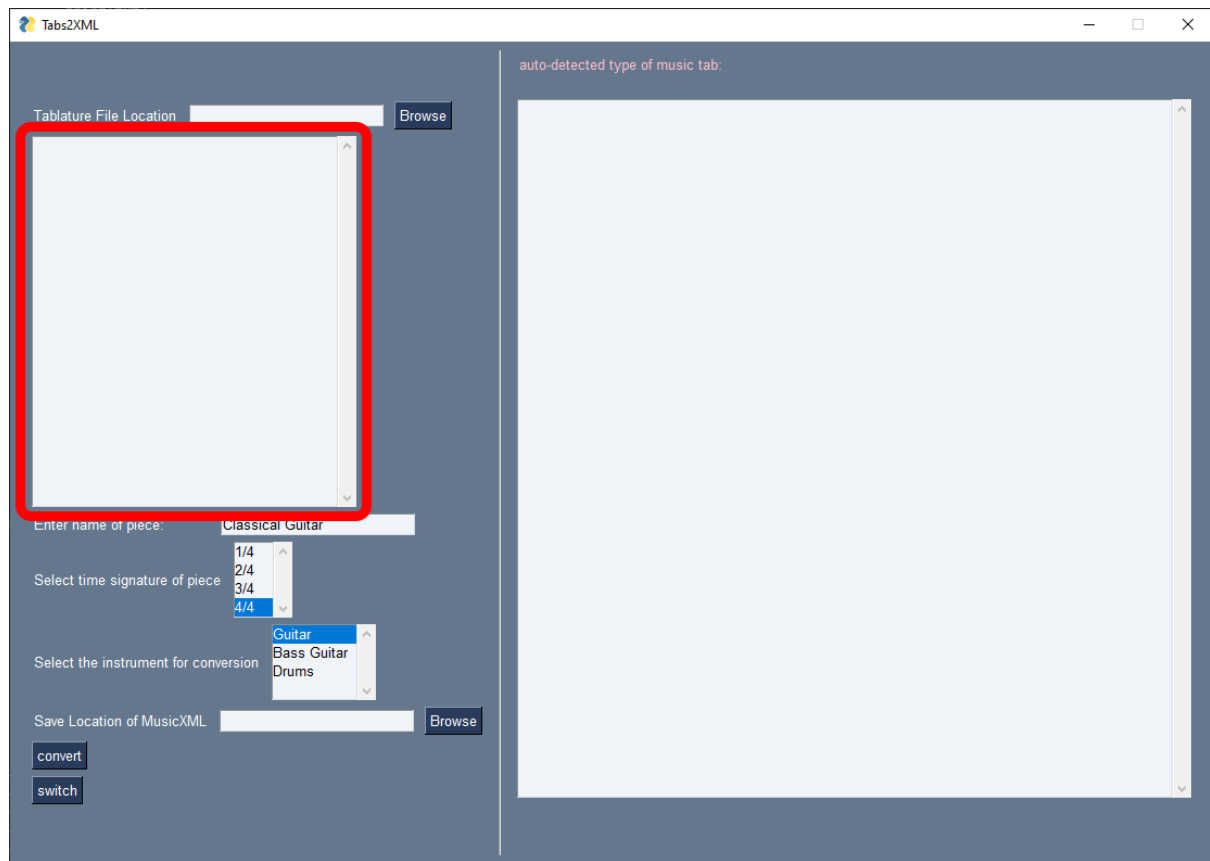 Tabs2XML
auto-detected type of music tab:
Tablature File Location
Browse
Enter name of piece:
Classical Guitar
Select time signature of piece
1/4
2/4
3/4
4/4
Select the instrument for conversion
Guitar
Bass Guitar
Drums
Save Location of MusicXML
Browse
convert
switch